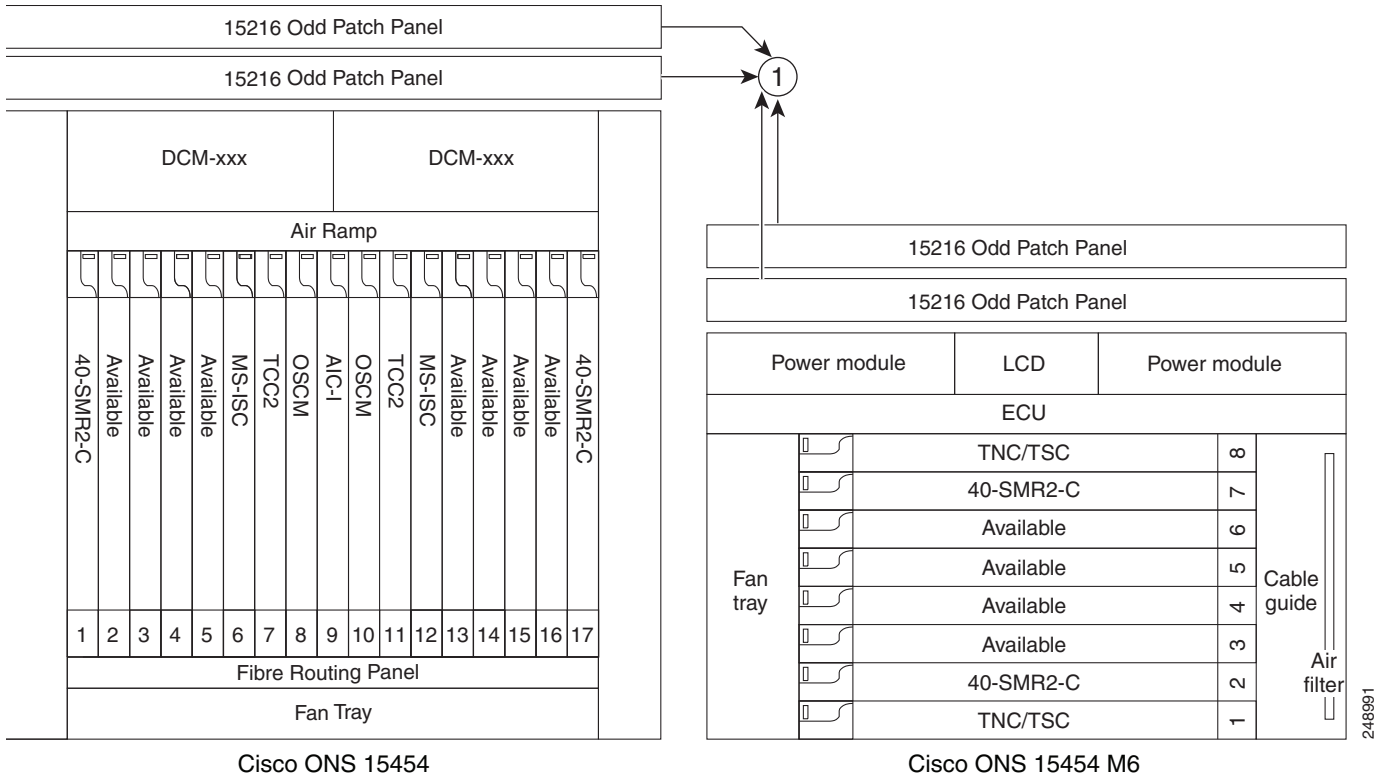 15216 Odd Patch Panel
15216 Odd Patch Panel
1
DCM-xxx
DCM-xxx
Air Ramp
40-SMR2-C
Available
Available
Available
Available
MS-ISC
TCC2
OSCM
AIC-I
OSCM
TCC2
MS-ISC
Available
Available
Available
Available
40-SMR2-C
1 2 3 4 5 6 7 8 9 10 11 12 13 14 15 16 17
Fibre Routing Panel
Fan Tray
Cisco ONS 15454
15216 Odd Patch Panel
15216 Odd Patch Panel
Power module
LCD
Power module
ECU
TNC/TSC 8
40-SMR2-C 7
Available 6
Available 5
Available 4
Available 3
40-SMR2-C 2
TNC/TSC 1
Fan
tray
Cable
guide
Air
filter
Cisco ONS 15454 M6
248991